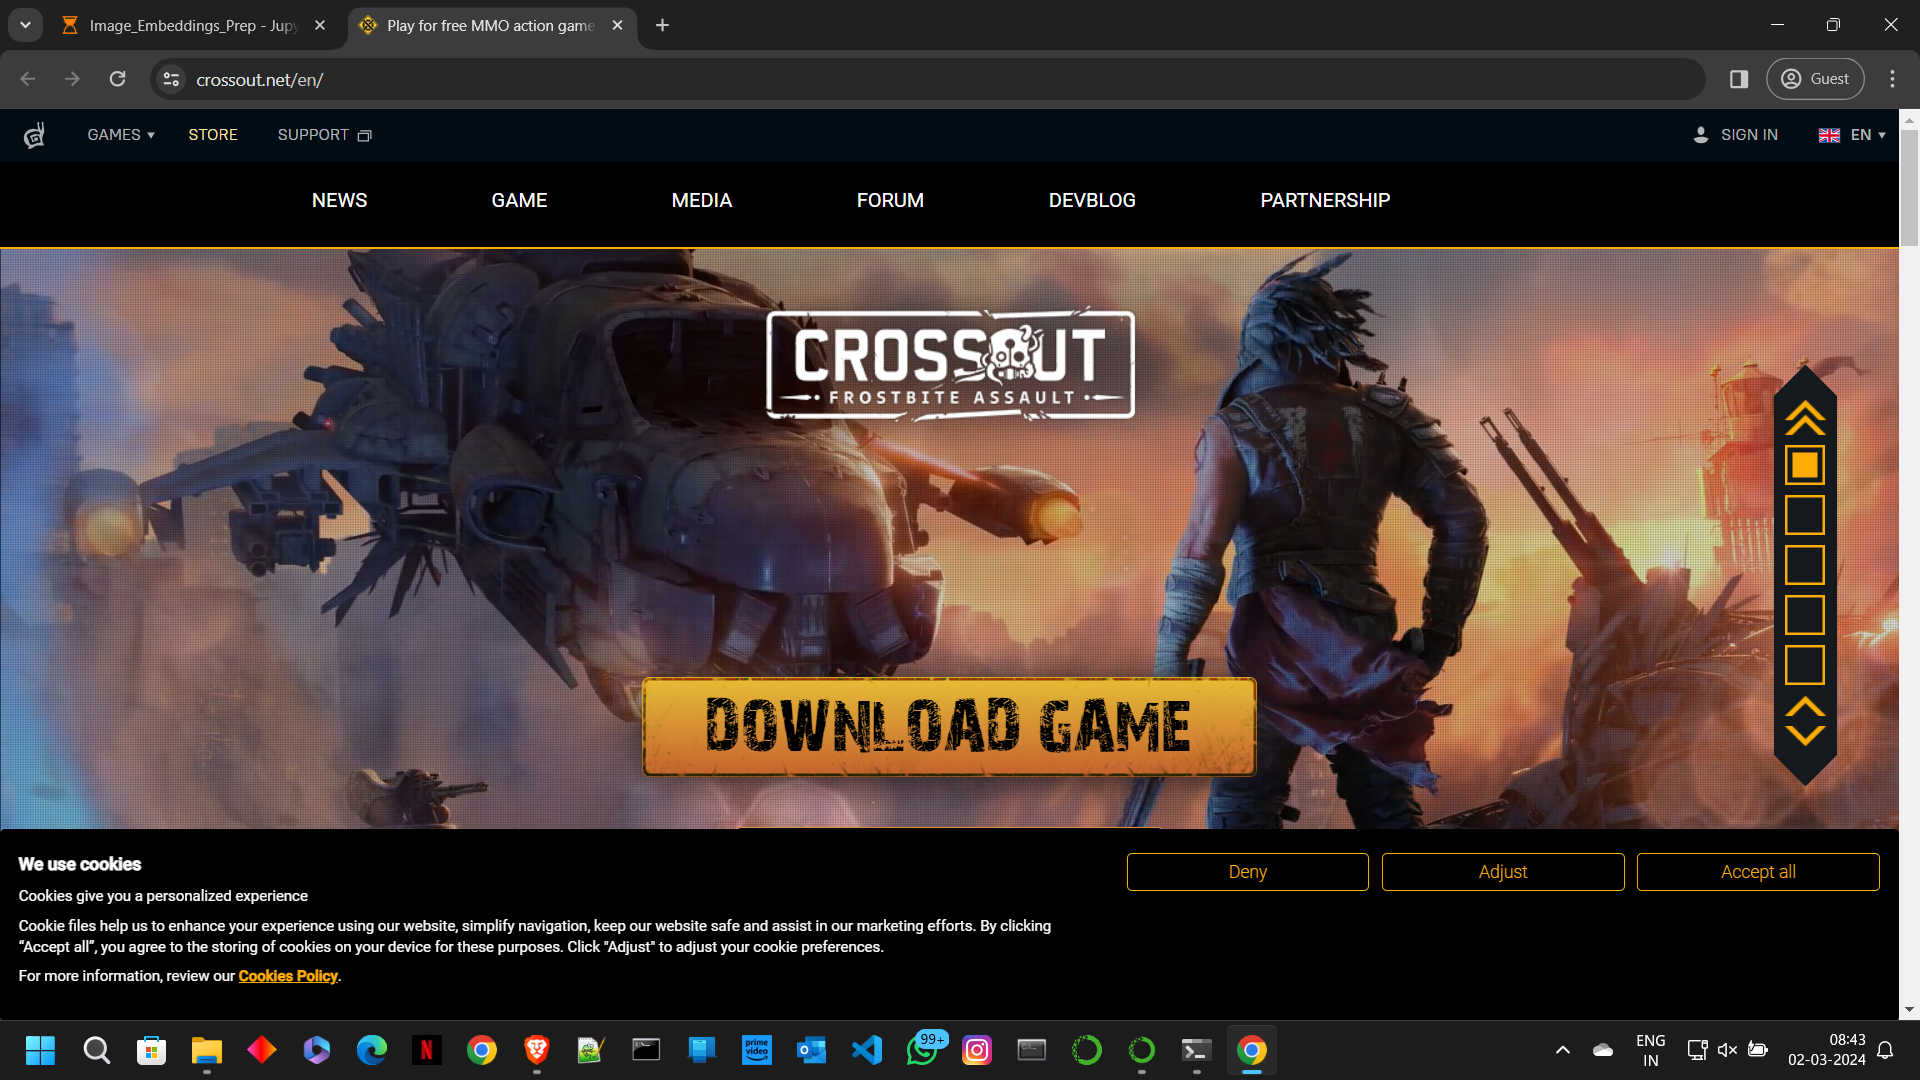 Image_Embeddings_Prep - Jupy
Play for free MMO action game
crossout.net/en/
Guest
GAMES
STORE
SUPPORT
SIGN IN
EN
NEWS
GAME
MEDIA
FORUM
DEVBLOG
PARTNERSHIP
CROSSOUT
FROSTBITE ASSAULT
DOWNLOAD GAME
We use cookies
Cookies give you a personalized experience
Cookie files help us to enhance your experience using our website, simplify navigation, keep our website safe and assist in our marketing efforts. By clicking
“Accept all”, you agree to the storing of cookies on your device for these purposes. Click "Adjust" to adjust your cookie preferences.
For more information, review our Cookies Policy.
Deny
Adjust
Accept all
prime
video
99+
ENG
IN
08:43
02-03-2024